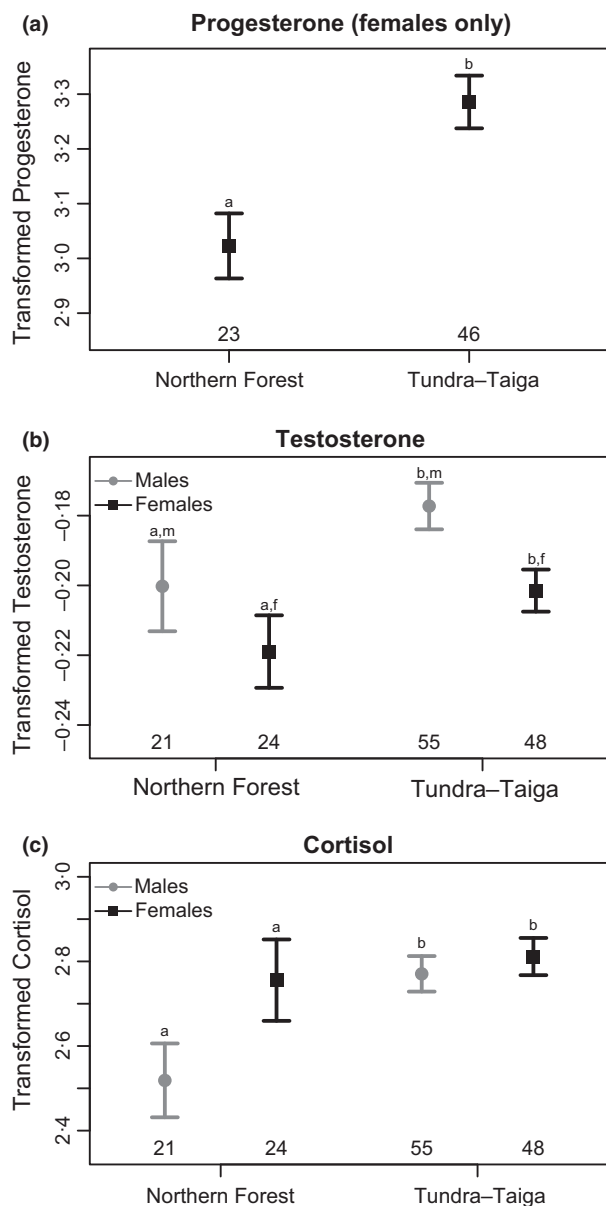 (a) Progesterone (females only)
Transformed Progesterone
3·3
3·2
3·1
3·0
2·9
a
b
23 46
Northern Forest Tundra–Taiga
(b) Testosterone
Transformed Testosterone
−0·18
−0·20
−0·22
−0·24
Males
Females
a,m
a,f
b,m
b,f
21 24 55 48
Northern Forest Tundra–Taiga
(c) Cortisol
Transformed Cortisol
3·0
2·8
2·6
2·4
Males
Females
a
a
b
b
21 24 55 48
Northern Forest Tundra–Taiga